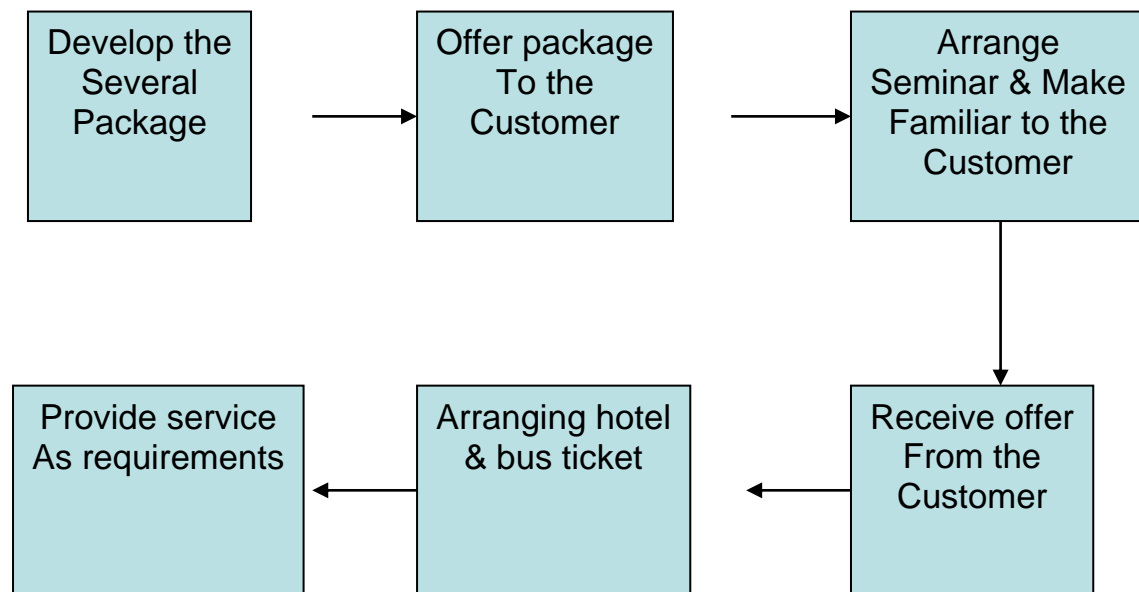 Develop the
Several
Package
Offer package
To the
Customer
Arrange
Seminar & Make
Familiar to the
Customer
Receive offer
From the
Customer
Arranging hotel
& bus ticket
Provide service
As requirements